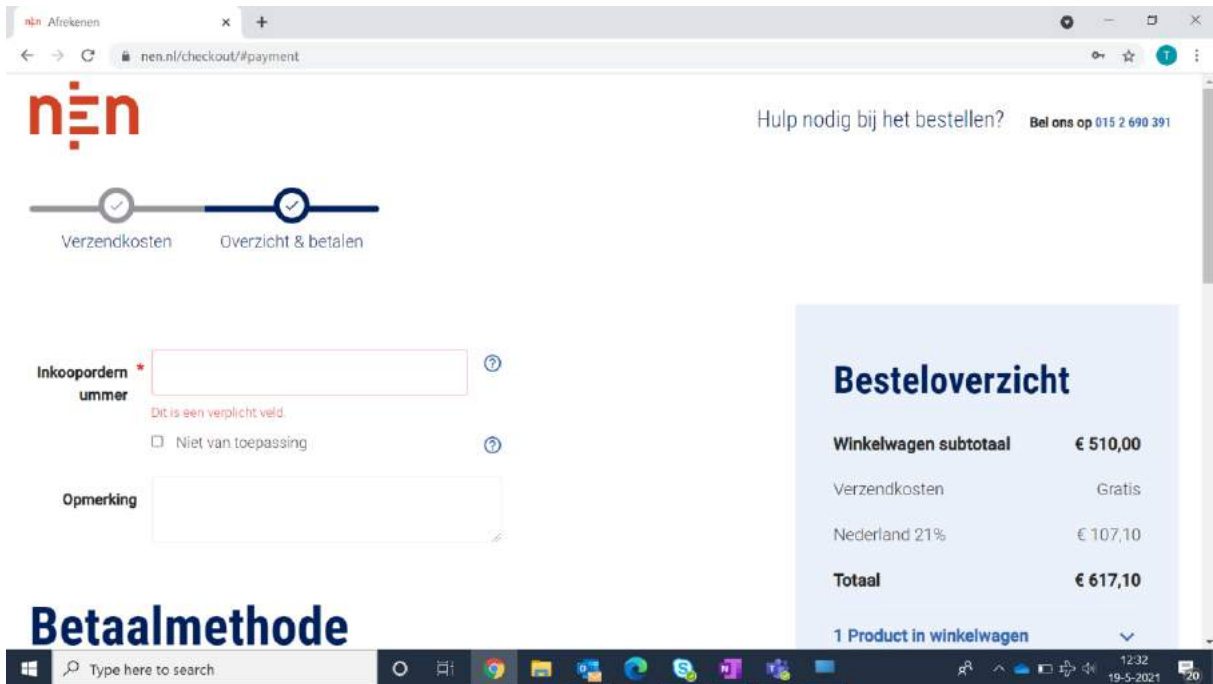 nen Afrekenen
nen.nl/checkout/#payment
T
nen
Hulp nodig bij het bestellen? Bel ons op 015 2 690 391
Verzendkosten Overzicht & betalen
Inkoopordern *
ummer
?
Dit is een verplicht veld.
Niet van toepassing
?
Opmerking
Betaalmethode
Besteloverzicht
Winkelwagen subtotaal € 510,00
Verzendkosten Gratis
Nederland 21% € 107,10
Totaal € 617,10
1 Product in winkelwagen
Type here to search
12:32
19-5-2021
20